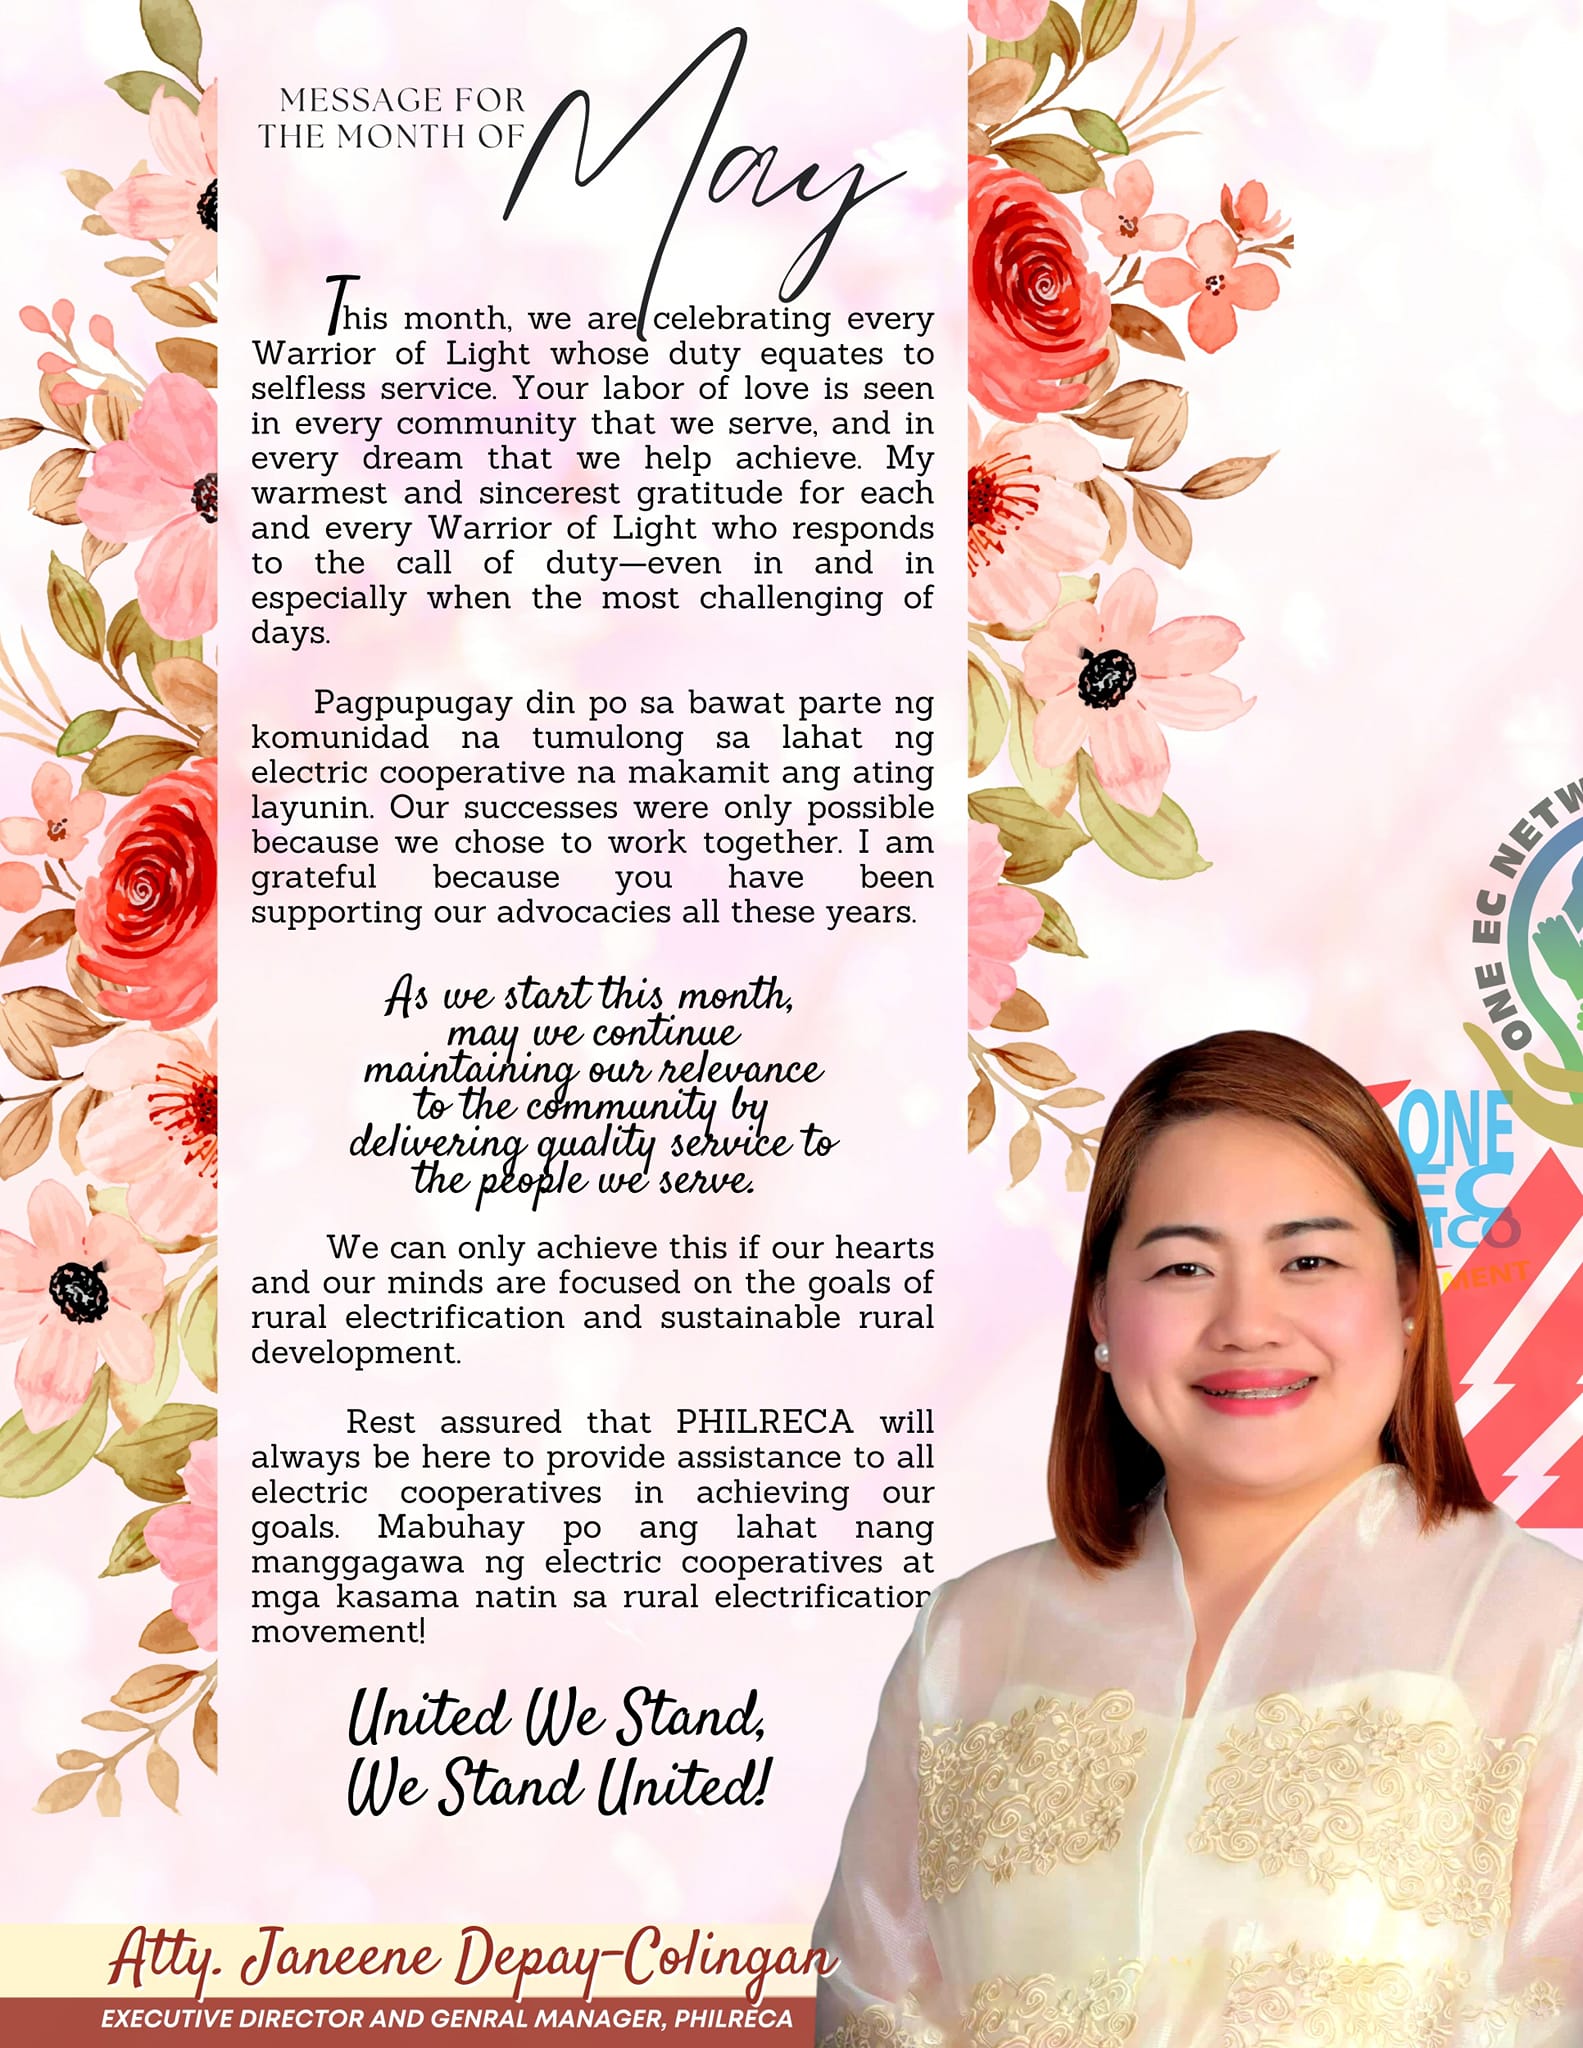 MESSAGE FOR
THE MONTH OF
May
This month, we are celebrating every
Warrior of Light whose duty equates to
selfless service. Your labor of love is seen
in every community that we serve, and in
every dream that we help achieve. My
warmest and sincerest gratitude for each
and every Warrior of Light who responds
to the call of duty—even in and in
especially when the most challenging of
days.
Pagpupugay din po sa bawat parte ng
komunidad na tumulong sa lahat ng
electric cooperative na makamit ang ating
layunin. Our successes were only possible
because we chose to work together. I am
grateful because you have been
supporting our advocacies all these years.
As we start this month,
may we continue
maintaining our relevance
to the community by
delivering quality service to
the people we serve.
We can only achieve this if our hearts
and our minds are focused on the goals of
rural electrification and sustainable rural
development.
Rest assured that PHILRECA will
always be here to provide assistance to all
electric cooperatives in achieving our
goals. Mabuhay po ang lahat nang
manggagawa ng electric cooperatives at
mga kasama natin sa rural electrification
movement!
United We Stand,
We Stand United!
Atty. Janeene Depay-Colingan
EXECUTIVE DIRECTOR AND GENRAL MANAGER, PHILRECA
ONE EC
ONE
EC